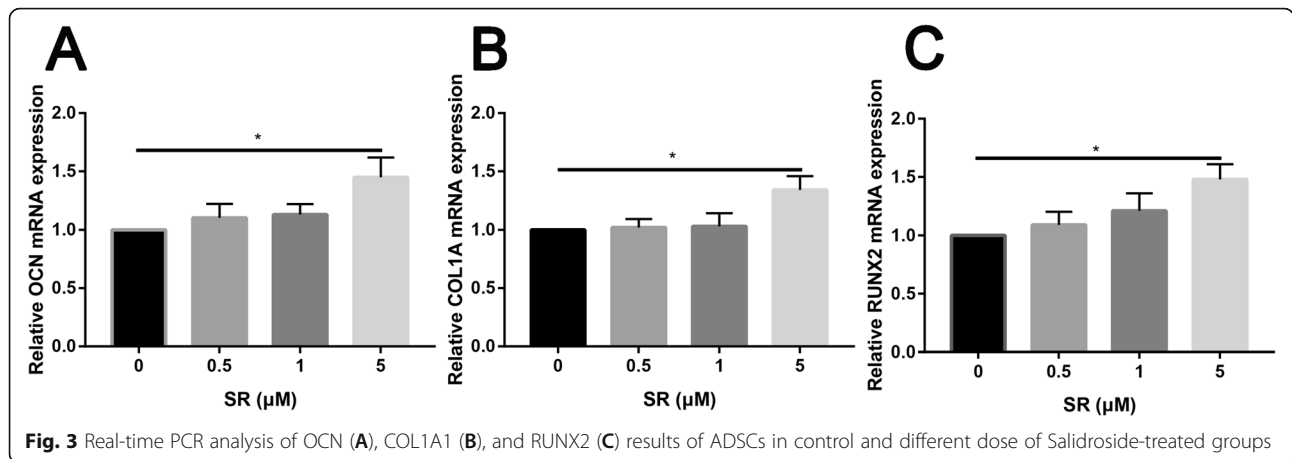 A
Relative OCN mRNA expression
2.0
1.5
1.0
0.5
0.0
*
0 0.5 1 5
SR (µM)
B
Relative COL1A mRNA expression
2.0
1.5
1.0
0.5
0.0
*
0 0.5 1 5
SR (µM)
C
Relative RUNX2 mRNA expression
2.0
1.5
1.0
0.5
0.0
*
0 0.5 1 5
SR (µM)
Fig. 3 Real-time PCR analysis of OCN (A), COL1A1 (B), and RUNX2 (C) results of ADSCs in control and different dose of Salidroside-treated groups